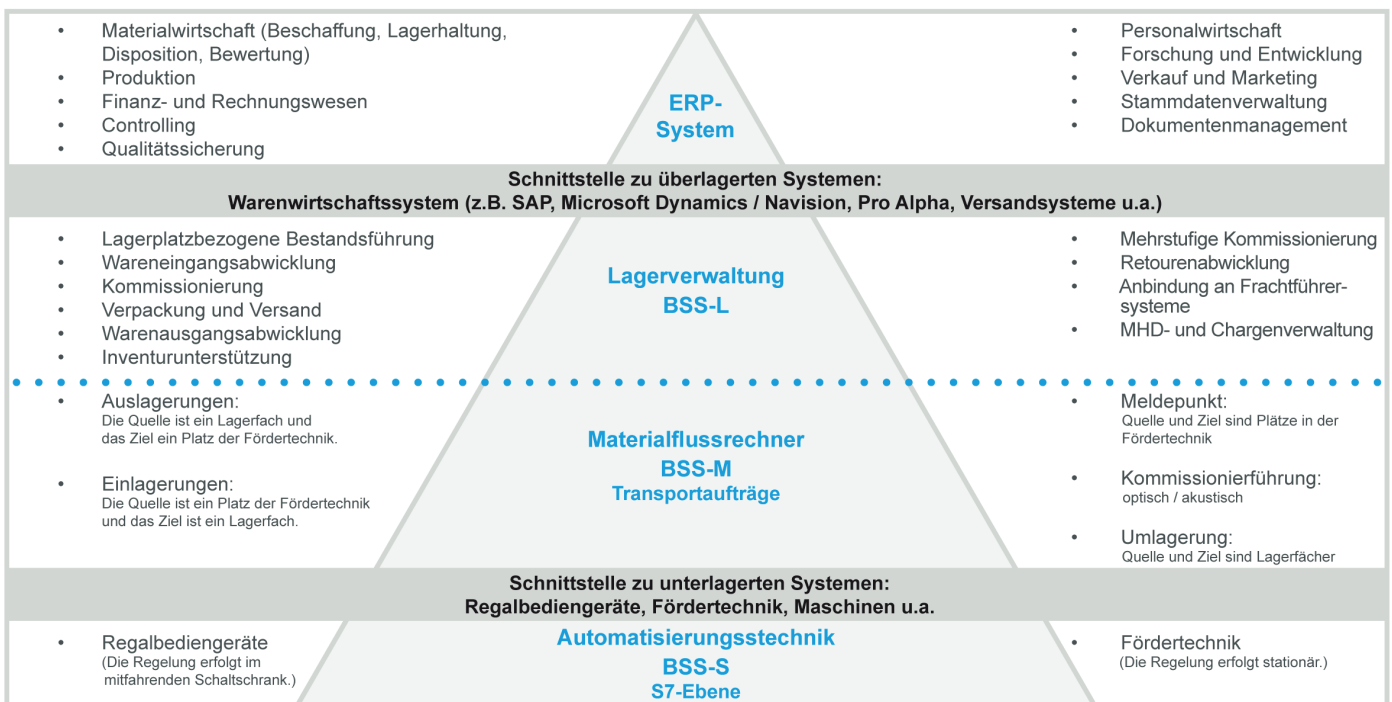 • Materialwirtschaft (Beschaffung, Lagerhaltung,
Disposition, Bewertung)
• Produktion
• Finanz- und Rechnungswesen
• Controlling
• Qualitätssicherung
ERP-
System
• Personalwirtschaft
• Forschung und Entwicklung
• Verkauf und Marketing
• Stammdatenverwaltung
• Dokumentenmanagement
Schnittstelle zu überlagerten Systemen:
Warenwirtschaftssystem (z.B. SAP, Microsoft Dynamics / Navision, Pro Alpha, Versandsysteme u.a.)
• Lagerplatzbezogene Bestandsführung
• Wareneingangsabwicklung
• Kommissionierung
• Verpackung und Versand
• Warenausgangsabwicklung
• Inventurunterstützung
Lagerverwaltung
BSS-L
• Mehrstufige Kommissionierung
• Retourenabwicklung
• Anbindung an Frachtführer-
systeme
• MHD- und Chargenverwaltung
• Auslagerungen:
Die Quelle ist ein Lagerfach und
das Ziel ein Platz der Fördertechnik.
• Einlagerungen:
Die Quelle ist ein Platz der Fördertechnik
und das Ziel ist ein Lagerfach.
Materialflussrechner
BSS-M
Transportaufträge
• Meldepunkt:
Quelle und Ziel sind Plätze in der
Fördertechnik
• Kommissionierführung:
optisch / akustisch
• Umlagerung:
Quelle und Ziel sind Lagerfächer
Schnittstelle zu unterlagerten Systemen:
Regalbediengeräte, Fördertechnik, Maschinen u.a.
• Regalbediengeräte
(Die Regelung erfolgt im
mitfahrenden Schaltschrank.)
Automatisierungsstechnik
BSS-S
S7-Ebene
• Fördertechnik
(Die Regelung erfolgt stationär.)